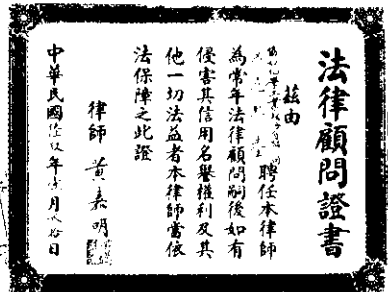 法律顧問證書
茲由
聘任本律師
為常年法律顧問嗣後如有
侵害其信用名譽權利及其
他一切法益者本律師當依
法保障之此證
律師 黃嘉明
中華民國 年 月 拾 日